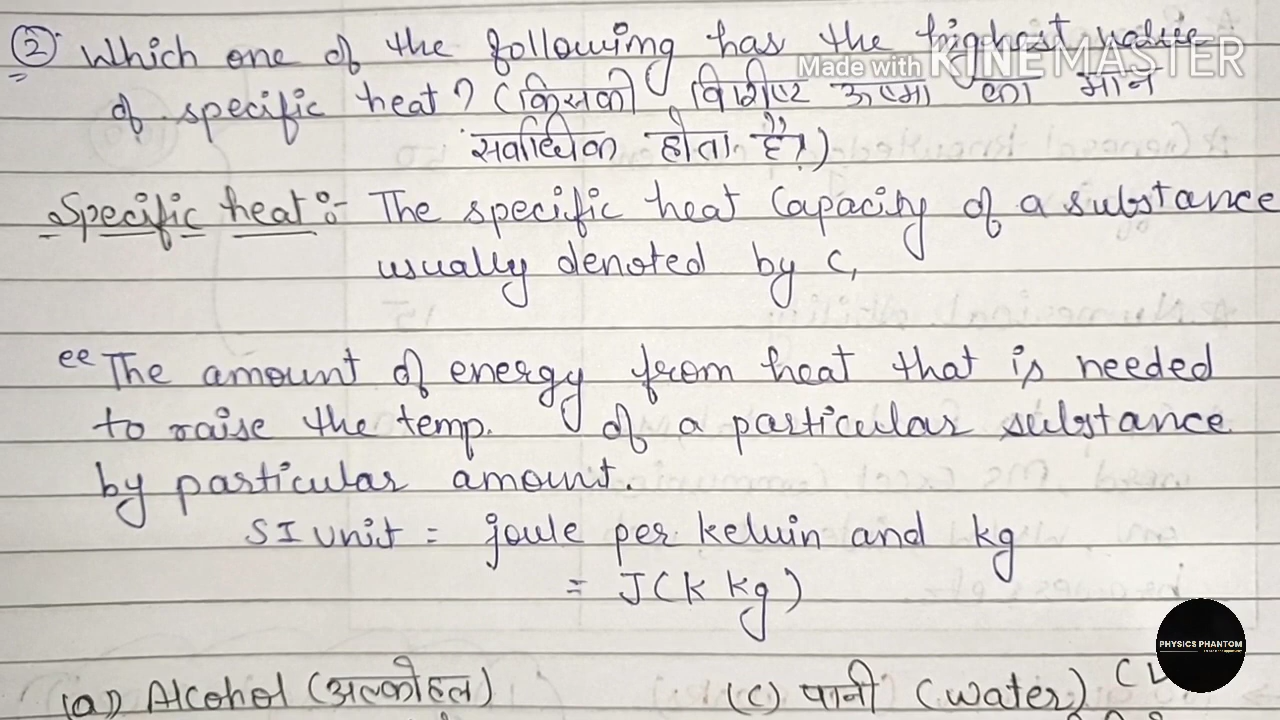 ② Which one of the following has the highest value
Made with KINEMASTER
of specific heat? (किसकी विशीष्ट ऊष्मा का मान
सर्वाधिक होता है?)
Specific heat :- The specific heat Capacity of a substance
usually denoted by c,
The amount of energy from heat that is needed
to raise the temp. of a particular substance
by particular amount.
SI Unit = joule per kelvin and kg
= J(K kg)
PHYSICS PHANTOM
(a) Alcohol (अल्कोहल) (c) पानी (water)